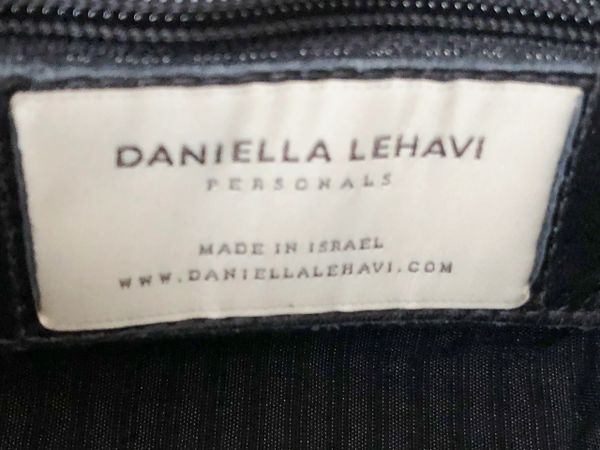 DANIELLA LEHAVI
PERSONALS
MADE IN ISRAEL
WWW.DANIELLALEHAVI.COM